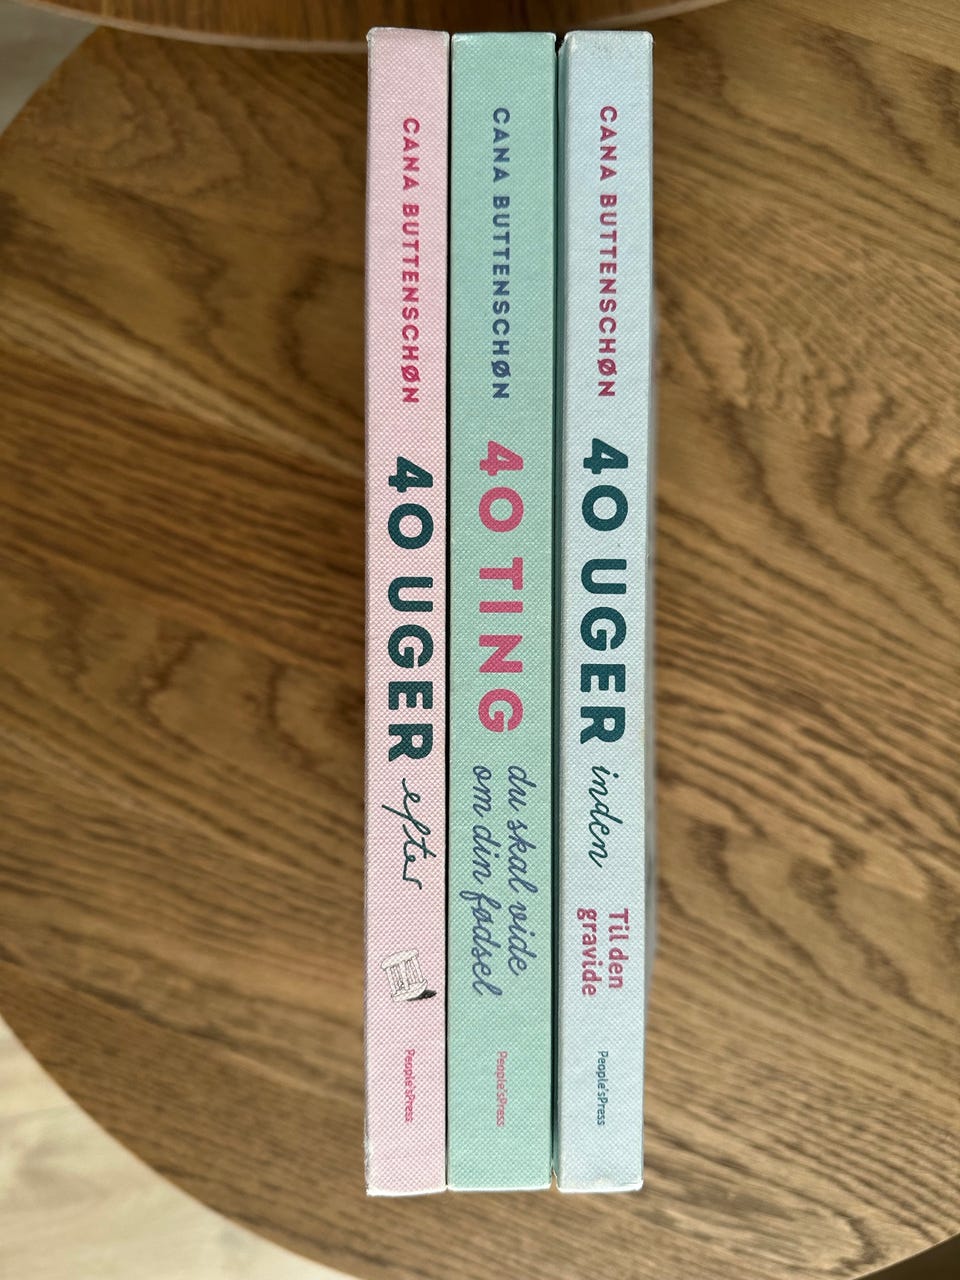 CANA BUTTENSCHØN
40 UGER efter
People'sPress
CANA BUTTENSCHØN
40 TING
du skal vide
om din fødsel
People'sPress
CANA BUTTENSCHØN
40 UGER inden
Til den
gravide
People'sPress